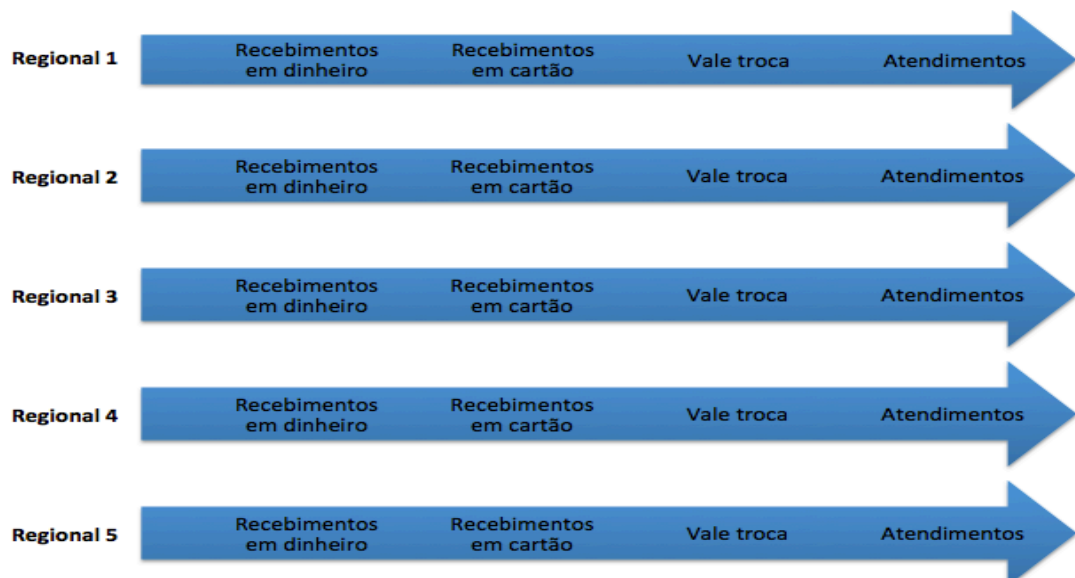 Regional 1
Recebimentos
em dinheiro
Recebimentos
em cartão
Vale troca
Atendimentos
Regional 2
Recebimentos
em dinheiro
Recebimentos
em cartão
Vale troca
Atendimentos
Regional 3
Recebimentos
em dinheiro
Recebimentos
em cartão
Vale troca
Atendimentos
Regional 4
Recebimentos
em dinheiro
Recebimentos
em cartão
Vale troca
Atendimentos
Regional 5
Recebimentos
em dinheiro
Recebimentos
em cartão
Vale troca
Atendimentos